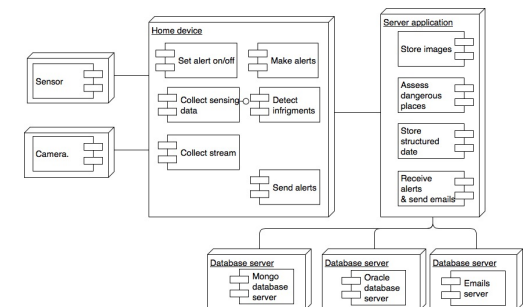 Home device
Server application
Set alert on/off
Make alerts
Store images
Sensor
Collect sensing
data
Detect
infrigments
Assess
dangerous
places
Camera.
Collect stream
Store
structured
date
Send alerts
Receive
alerts
& send emails
Database server
Mongo
database
server
Database server
Oracle
database
server
Database server
Emails
server